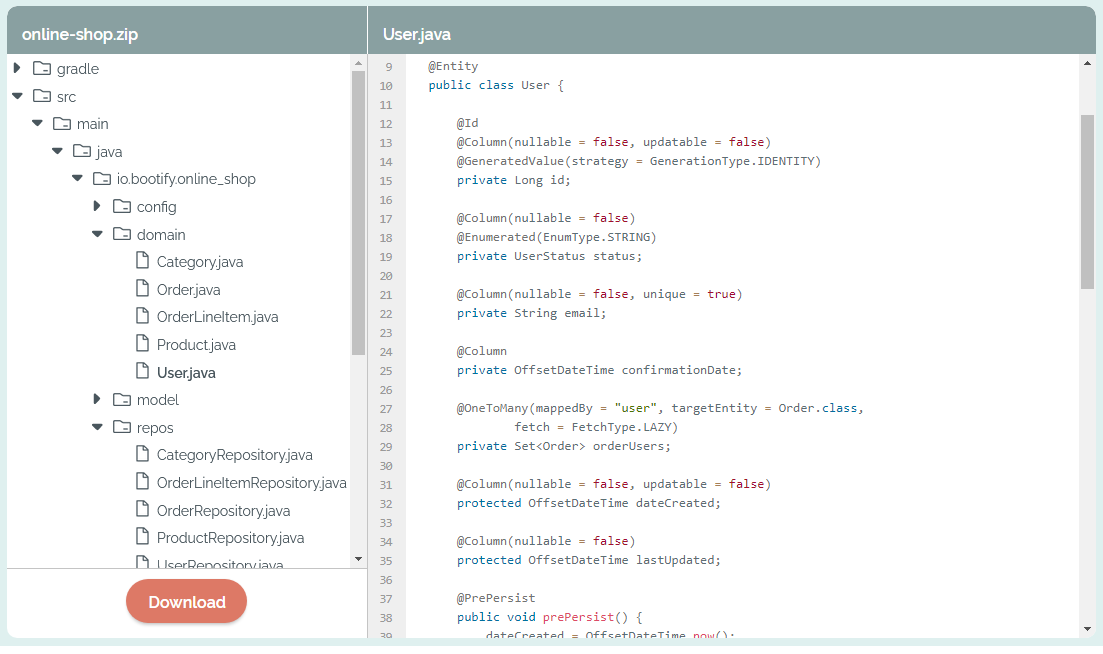 online-shop.zip
gradle
src
main
java
io.bootify.online_shop
config
domain
Category.java
Order.java
OrderLineItem.java
Product.java
User.java
model
repos
CategoryRepository.java
OrderLineItemRepository.java
OrderRepository.java
ProductRepository.java
UserRepository.java
Download
User.java
9 @Entity
10 public class User {
11
12 @Id
13 @Column(nullable = false, updatable = false)
14 @GeneratedValue(strategy = GenerationType.IDENTITY)
15 private Long id;
16
17 @Column(nullable = false)
18 @Enumerated(EnumType.STRING)
19 private UserStatus status;
20
21 @Column(nullable = false, unique = true)
22 private String email;
23
24 @Column
25 private OffsetDateTime confirmationDate;
26
27 @OneToMany(mappedBy = "user", targetEntity = Order.class,
28 fetch = FetchType.LAZY)
29 private Set<Order> orderUsers;
30
31 @Column(nullable = false, updatable = false)
32 protected OffsetDateTime dateCreated;
33
34 @Column(nullable = false)
35 protected OffsetDateTime lastUpdated;
36
37 @PrePersist
38 public void prePersist() {
39 dateCreated = OffsetDateTime.now();